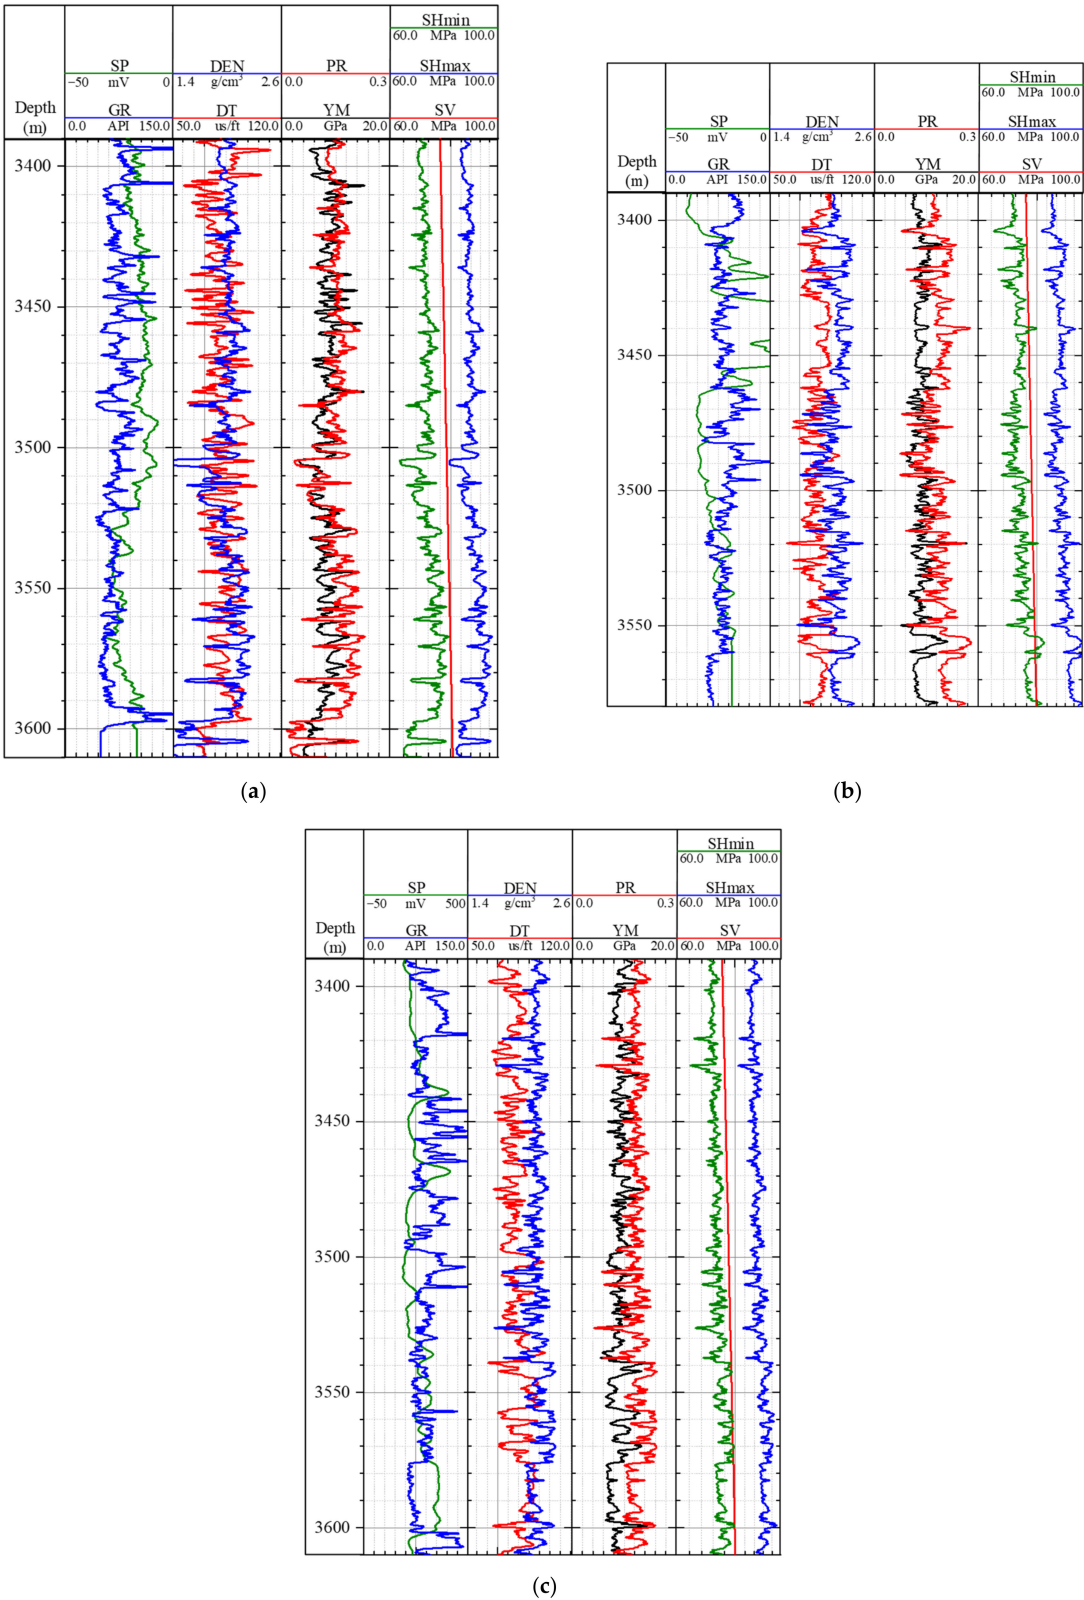 SHmin
60.0 MPa 100.0
SP DEN PR SHmax
−50 mV 0 1.4 g/cm³ 2.6 0.0 0.3 60.0 MPa 100.0
Depth GR DT YM SV
(m) API 150.0 50.0 us/ft 120.0 0.0 GPa 20.0 60.0 MPa 100.0
3400
3450
3500
3550
3600
(a)
SHmin
60.0 MPa 100.0
SP DEN PR SHmax
−50 mV 0 1.4 g/cm³ 2.6 0.0 0.3 60.0 MPa 100.0
Depth GR DT YM SV
(m) 0.0 API 150.0 50.0 us/ft 120.0 0.0 GPa 20.0 60.0 MPa 100.0
3400
3450
3500
3550
(b)
SHmin
60.0 MPa 100.0
SP DEN PR SHmax
−50 mV 500 1.4 g/cm³ 2.6 0.0 0.3 60.0 MPa 100.0
Depth GR DT YM SV
(m) 0.0 API 150.0 50.0 us/ft 120.0 0.0 GPa 20.0 60.0 MPa 100.0
3400
3450
3500
3550
3600
(c)